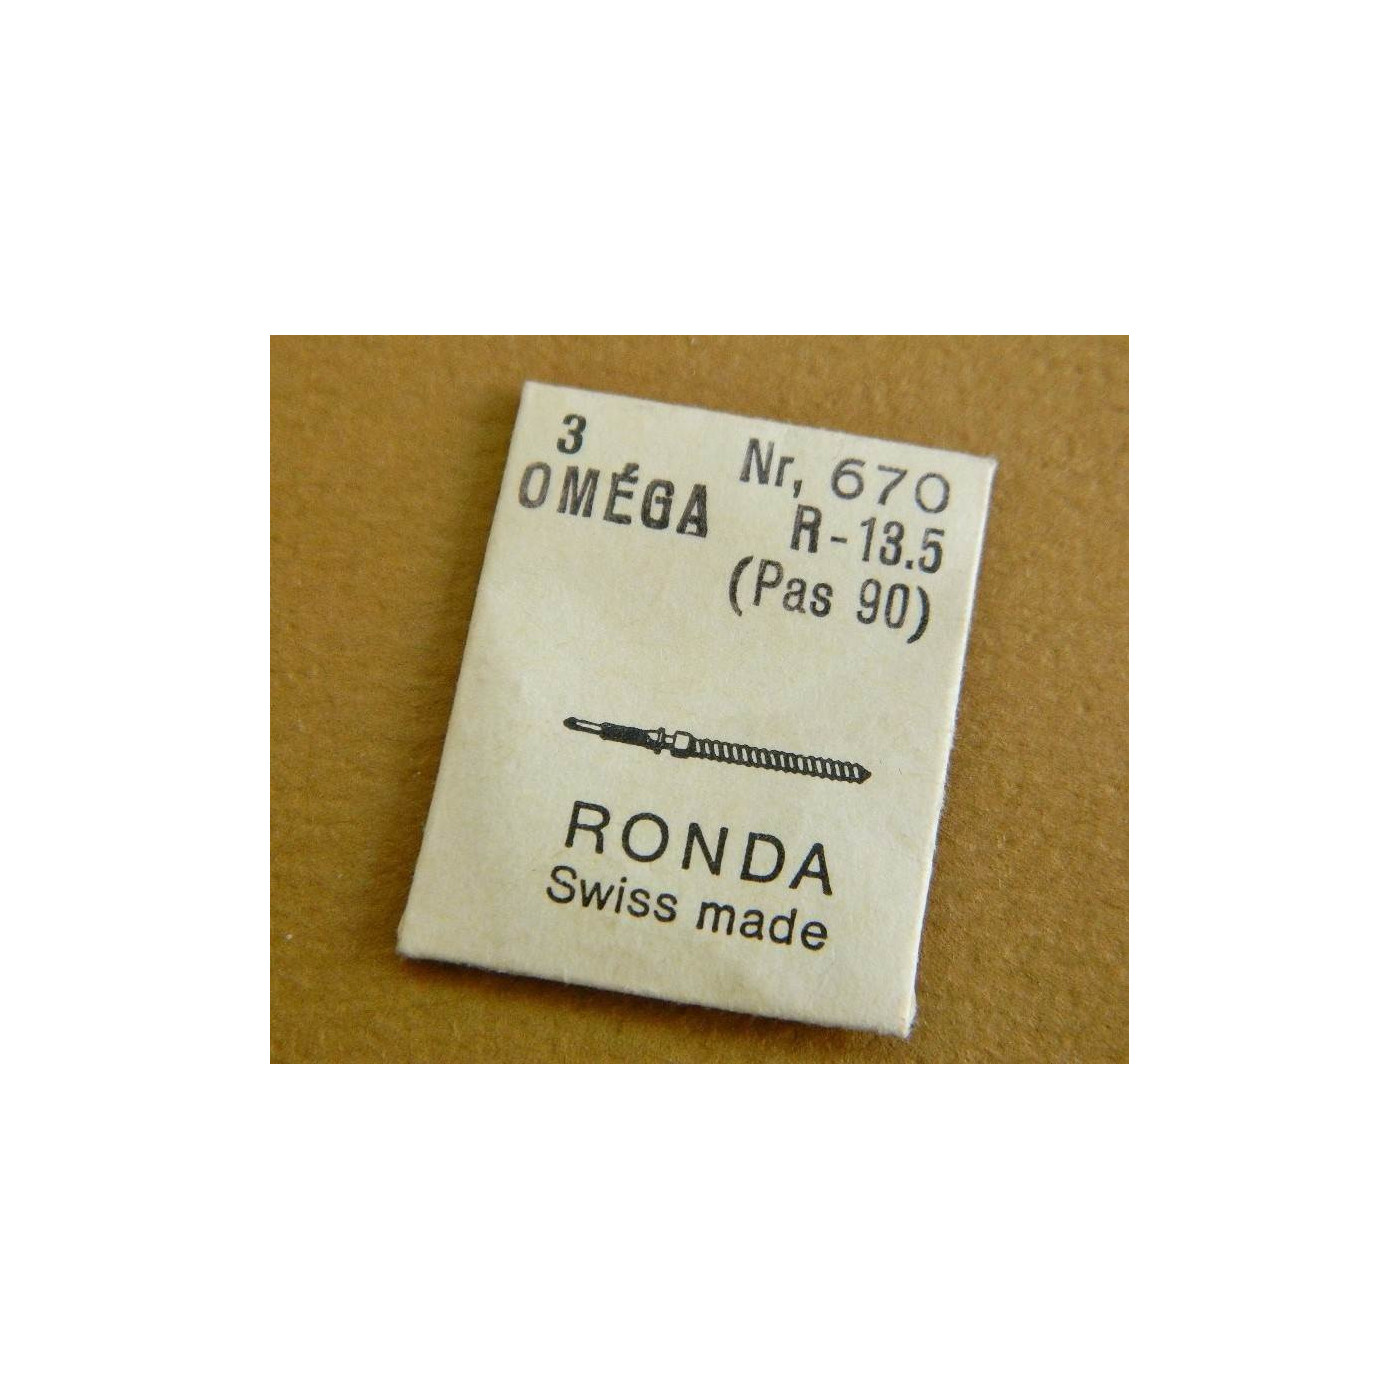 3
OMÉGA
Nr, 670
R-13.5
(Pas 90)
RONDA
Swiss made